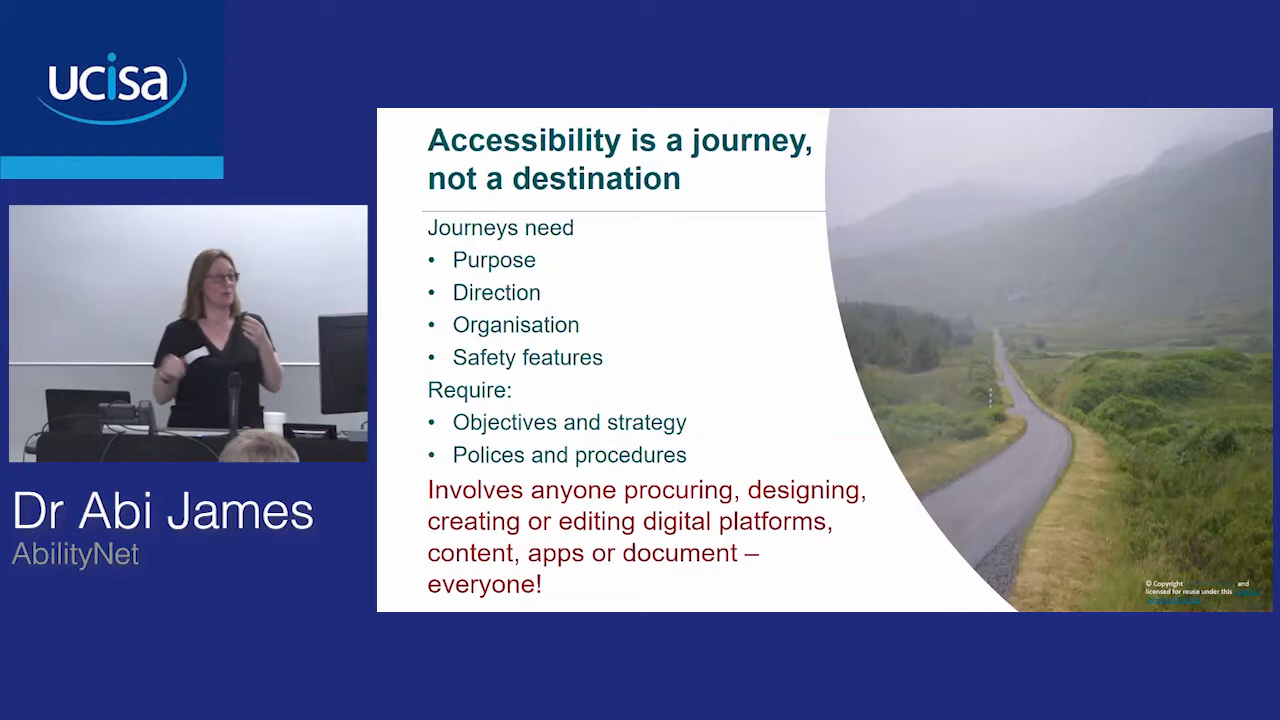 ucisa
Accessibility is a journey,
not a destination
Journeys need
• Purpose
• Direction
• Organisation
• Safety features
Require:
• Objectives and strategy
• Polices and procedures
Involves anyone procuring, designing,
creating or editing digital platforms,
content, apps or document –
everyone!
© Copyright and
licensed for reuse under this
Dr Abi James
AbilityNet